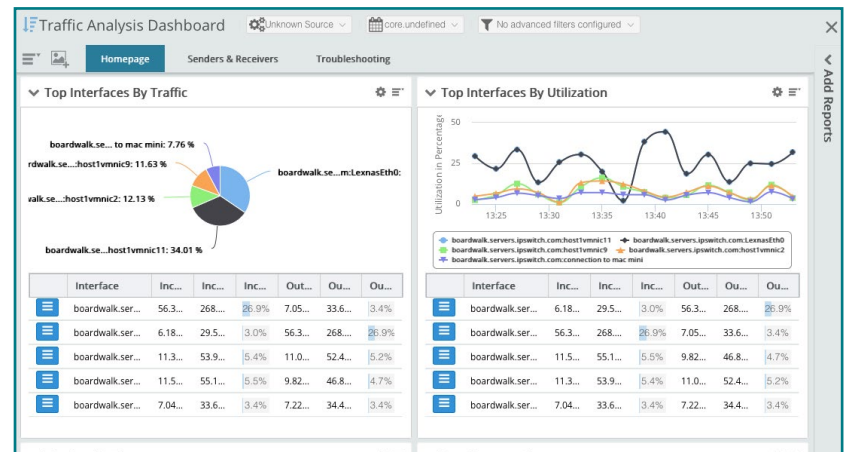 Traffic Analysis Dashboard Unknown Source core.undefined No advanced filters configured
Homepage Senders & Receivers Troubleshooting
Add Reports
Top Interfaces By Traffic
boardwalk.se... to mac mini: 7.76 %
rdwalk.se...:host1vmnic9: 11.63 %
boardwalk.se...m:LexnasEth0:
valk.se...:host1vmnic2: 12.13 %
boardwalk.se...host1vmnic11: 34.01 %
Interface Inc... Inc... Inc... Out... Ou... Ou...
boardwalk.ser... 56.3... 268.... 26.9% 7.05... 33.6... 3.4%
boardwalk.ser... 6.18... 29.5... 3.0% 56.3... 268.... 26.9%
boardwalk.ser... 11.3... 53.9... 5.4% 11.0... 52.4... 5.2%
boardwalk.ser... 11.5... 55.1... 5.5% 9.82... 46.8... 4.7%
boardwalk.ser... 7.04... 33.6... 3.4% 7.22... 34.4... 3.4%
Top Interfaces By Utilization
Utilization in Percentage
50
25
0
13:25 13:30 13:35 13:40 13:45 13:50
boardwalk.servers.ipswitch.com:host1vmnic11 boardwalk.servers.ipswitch.com:LexnasEth0
boardwalk.servers.ipswitch.com:host1vmnic9 boardwalk.servers.ipswitch.com:host1vmnic2
boardwalk.servers.ipswitch.com:connection to mac mini
Interface Inc... Inc... Inc... Out... Out... Ou...
boardwalk.ser... 6.18... 29.5... 3.0% 56.3... 268.... 26.9%
boardwalk.ser... 56.3... 268.... 26.9% 7.05... 33.6... 3.4%
boardwalk.ser... 11.5... 55.1... 5.5% 9.82... 46.8... 4.7%
boardwalk.ser... 11.3... 53.9... 5.4% 11.0... 52.4... 5.2%
boardwalk.ser... 7.04... 33.6... 3.4% 7.22... 34.4... 3.4%